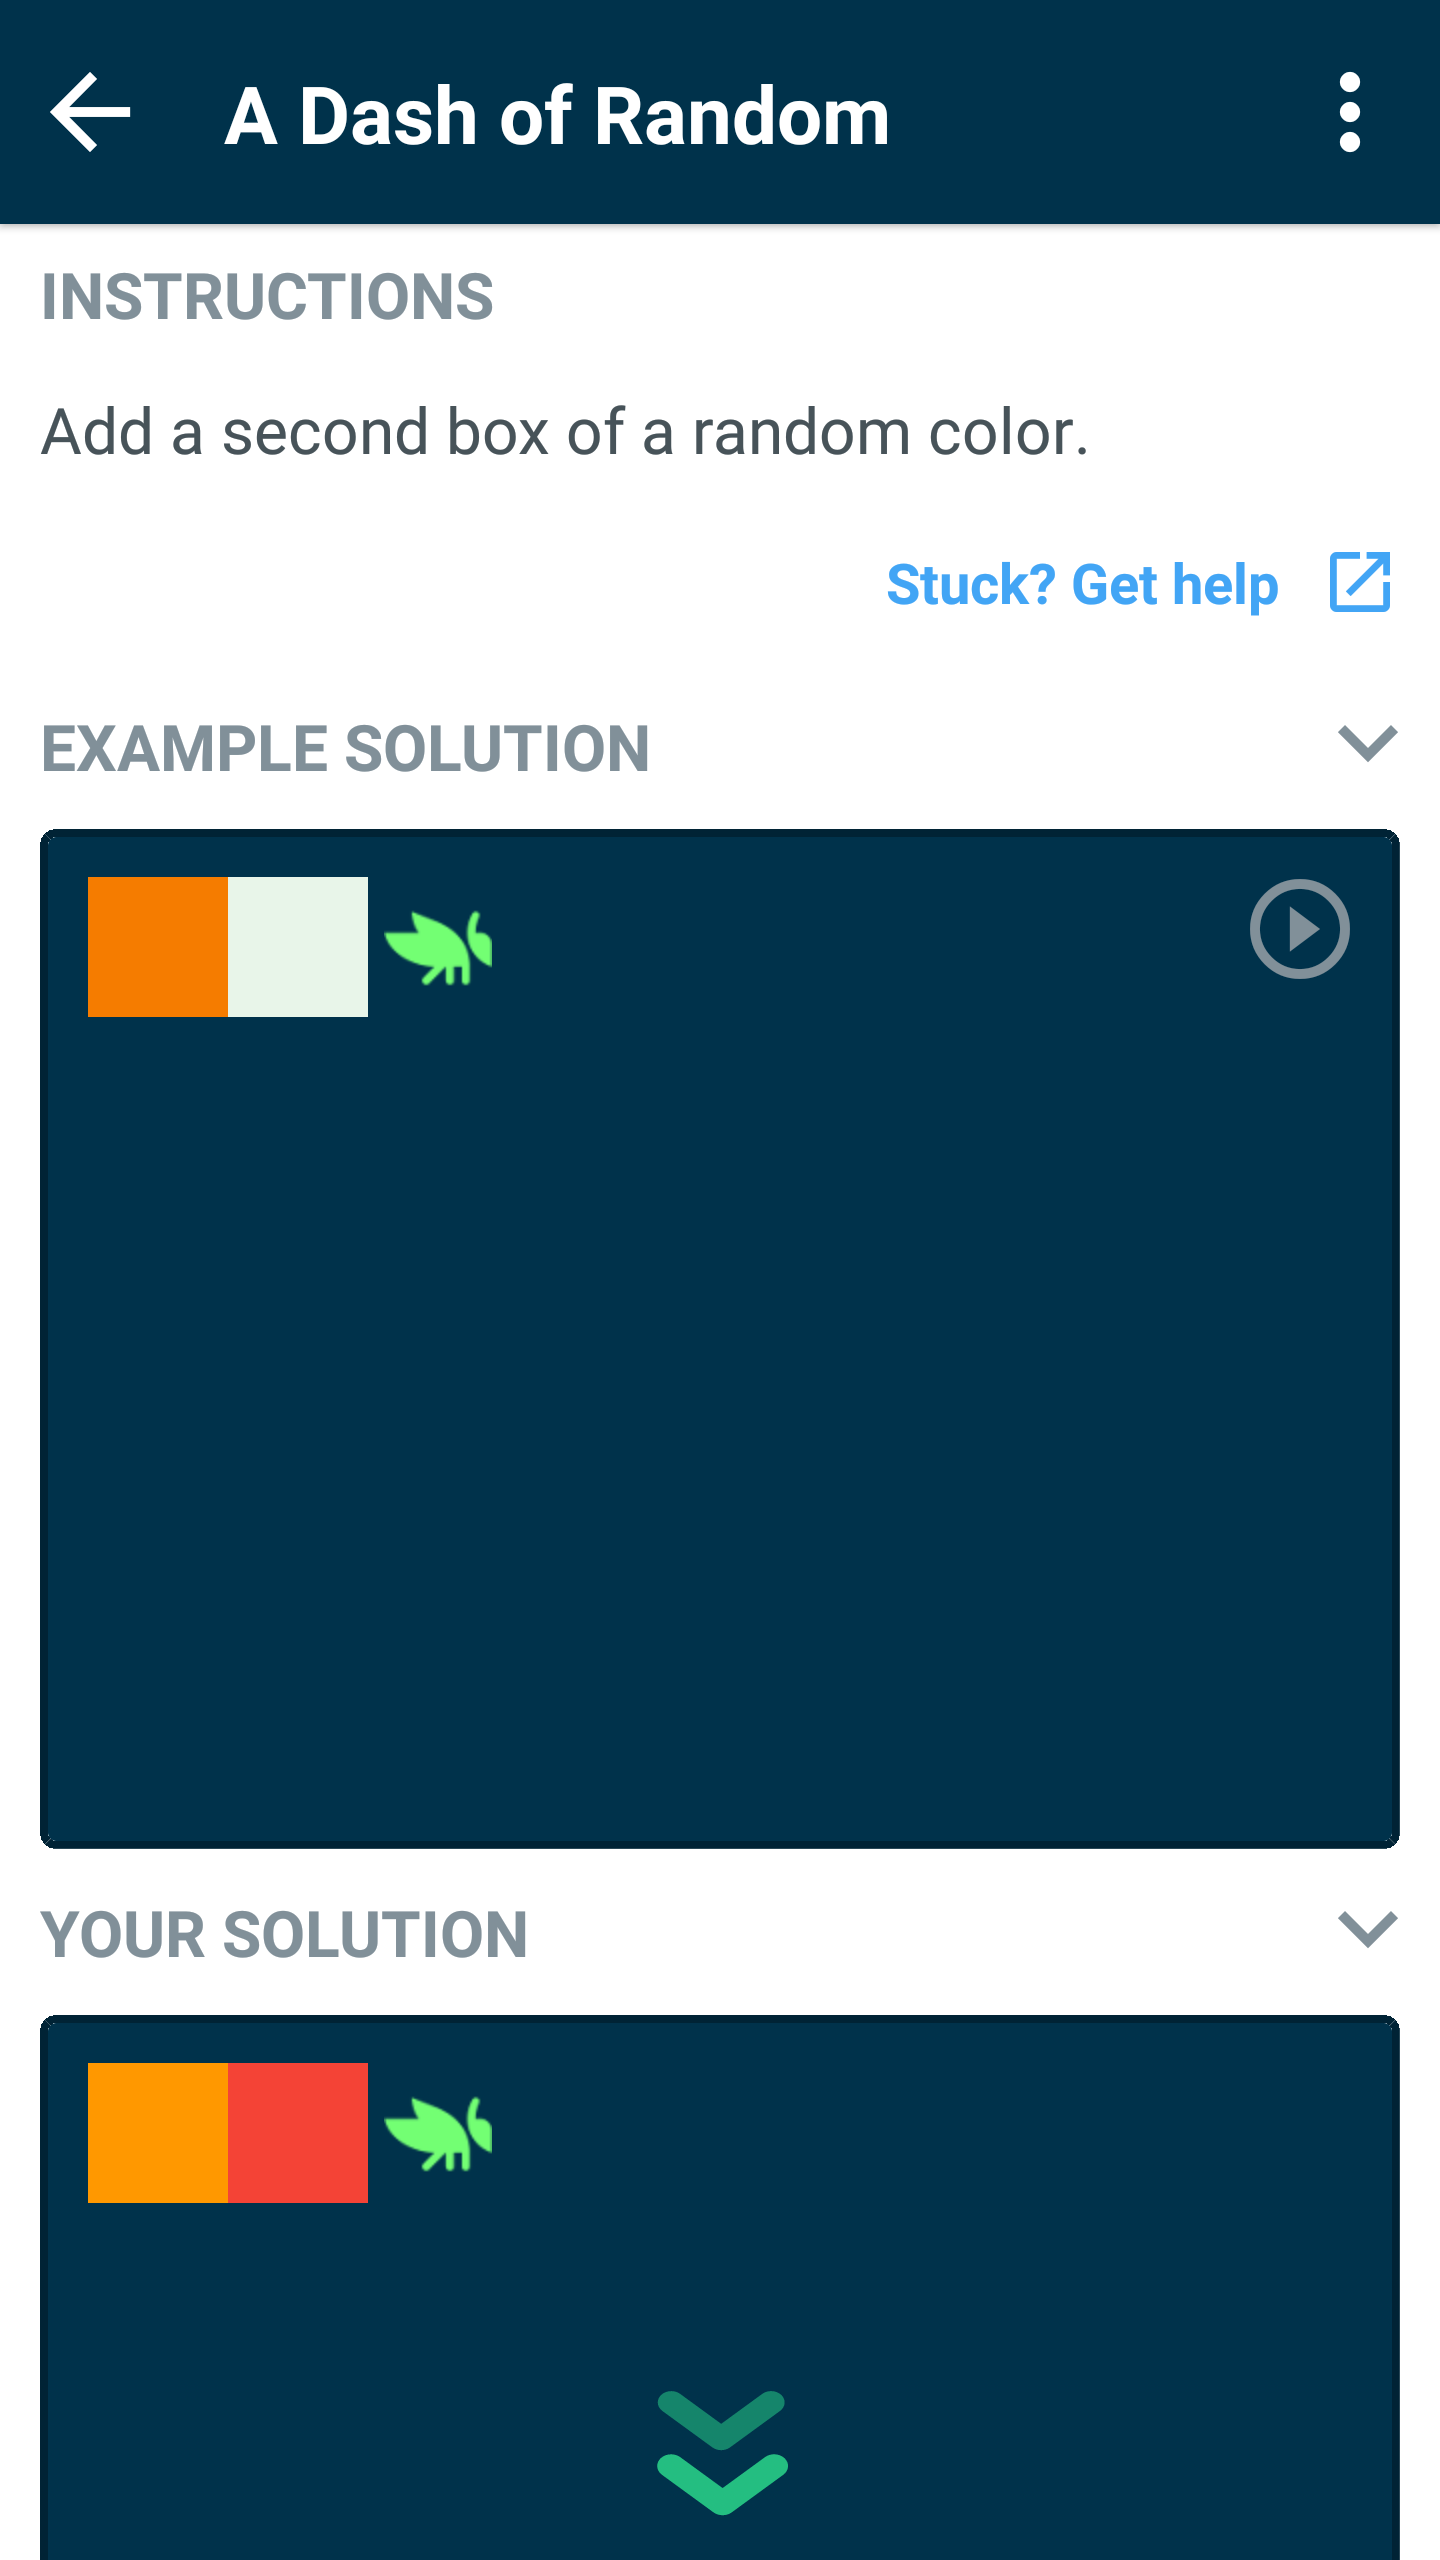 A Dash of Random
INSTRUCTIONS
Add a second box of a random color.
Stuck? Get help
EXAMPLE SOLUTION
YOUR SOLUTION